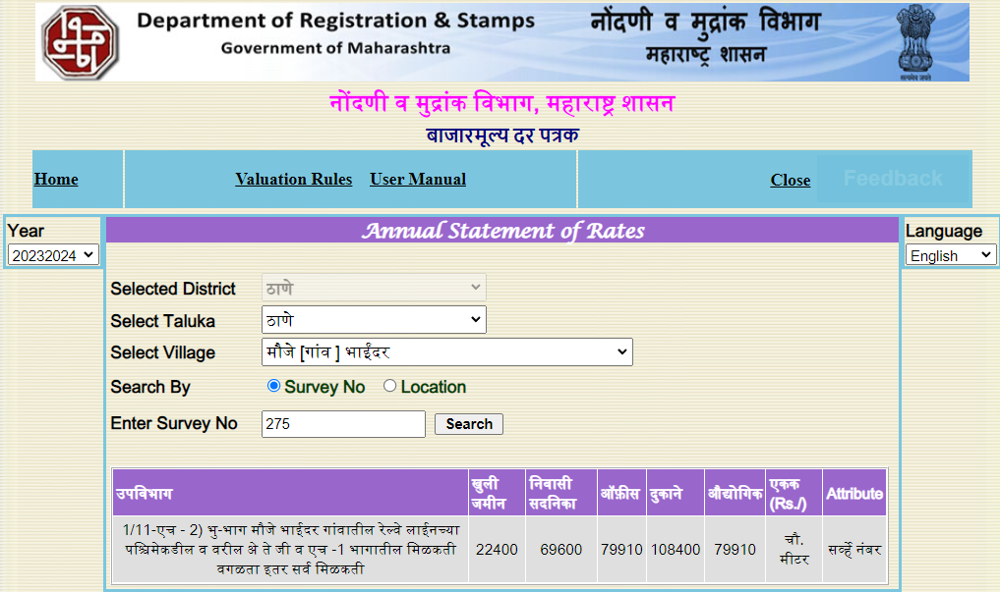 Department of Registration & Stamps
Government of Maharashtra
नोंदणी व मुद्रांक विभाग
महाराष्ट्र शासन
नोंदणी व मुद्रांक विभाग, महाराष्ट्र शासन
बाजारमूल्य दर पत्रक
Home Valuation Rules User Manual Close Feedback
Year
20232024
Annual Statement of Rates
Language
English
Selected District ठाणे
Select Taluka ठाणे
Select Village मौजे [गांव ] भाईंदर
Search By Survey No Location
Enter Survey No 275 Search
उपविभाग खुली जमीन निवासी सदनिका ऑफ़ीस दुकाने औद्योगिक एकक (Rs./) Attribute
1/11-एच - 2) भु-भाग मौजे भाईदर गांवातील रेल्वे लाईनच्या
पश्चिमेकडील व वरील अे ते जी व एच -1 भागातील मिळकती
वगळता इतर सर्व मिळकती
22400 69600 79910 108400 79910 चौ. मीटर सर्व्हे नंबर